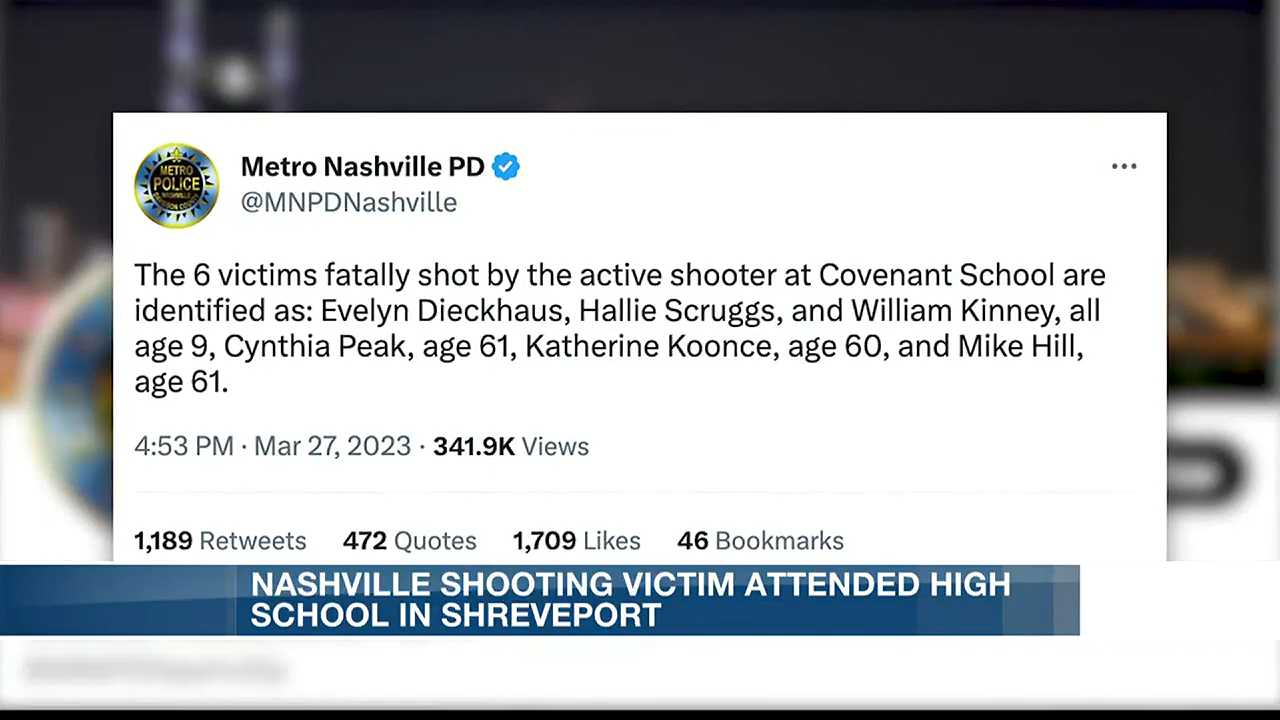 METRO
POLICE
Metro Nashville PD
@MNPDNashville
The 6 victims fatally shot by the active shooter at Covenant School are
identified as: Evelyn Dieckhaus, Hallie Scruggs, and William Kinney, all
age 9, Cynthia Peak, age 61, Katherine Koonce, age 60, and Mike Hill,
age 61.
4:53 PM · Mar 27, 2023 · 341.9K Views
1,189 Retweets 472 Quotes 1,709 Likes 46 Bookmarks
NASHVILLE SHOOTING VICTIM ATTENDED HIGH
SCHOOL IN SHREVEPORT